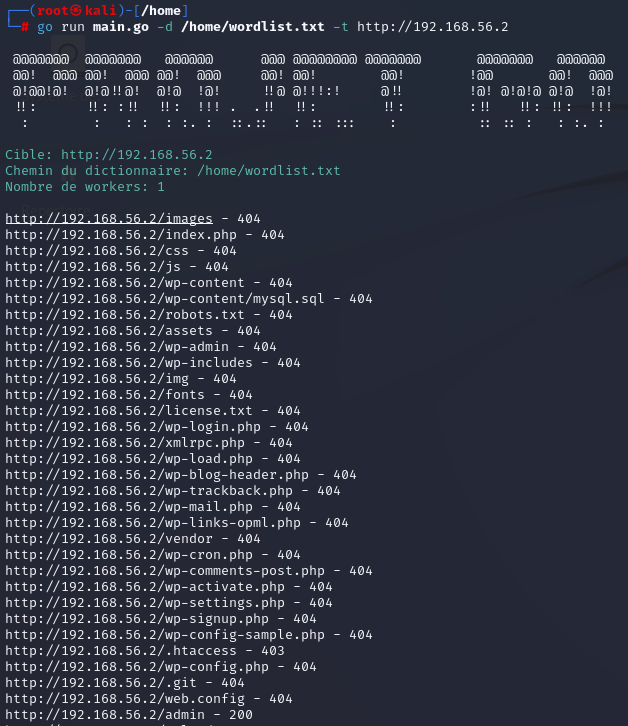 ┌──(root㉿kali)-[/home]
└─# go run main.go -d /home/wordlist.txt -t http://192.168.56.2
PROJET GO
Cible: http://192.168.56.2
Chemin du dictionnaire: /home/wordlist.txt
Nombre de workers: 1
http://192.168.56.2/images - 404
http://192.168.56.2/index.php - 404
http://192.168.56.2/css - 404
http://192.168.56.2/js - 404
http://192.168.56.2/wp-content - 404
http://192.168.56.2/wp-content/mysql.sql - 404
http://192.168.56.2/robots.txt - 404
http://192.168.56.2/assets - 404
http://192.168.56.2/wp-admin - 404
http://192.168.56.2/wp-includes - 404
http://192.168.56.2/img - 404
http://192.168.56.2/fonts - 404
http://192.168.56.2/license.txt - 404
http://192.168.56.2/wp-login.php - 404
http://192.168.56.2/xmlrpc.php - 404
http://192.168.56.2/wp-load.php - 404
http://192.168.56.2/wp-blog-header.php - 404
http://192.168.56.2/wp-trackback.php - 404
http://192.168.56.2/wp-mail.php - 404
http://192.168.56.2/wp-links-opml.php - 404
http://192.168.56.2/vendor - 404
http://192.168.56.2/wp-cron.php - 404
http://192.168.56.2/wp-comments-post.php - 404
http://192.168.56.2/wp-activate.php - 404
http://192.168.56.2/wp-settings.php - 404
http://192.168.56.2/wp-signup.php - 404
http://192.168.56.2/wp-config-sample.php - 404
http://192.168.56.2/.htaccess - 403
http://192.168.56.2/wp-config.php - 404
http://192.168.56.2/.git - 404
http://192.168.56.2/web.config - 404
http://192.168.56.2/admin - 200